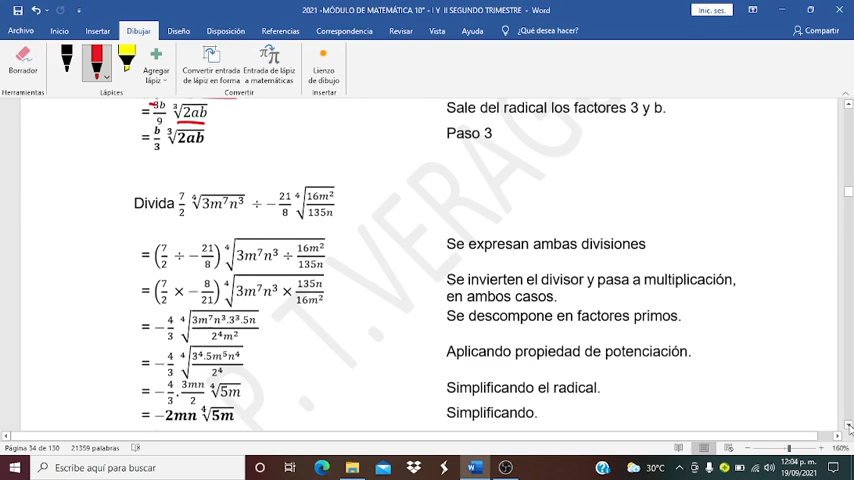 2021 -MÓDULO DE MATEMÁTICA 10° - I Y II SEGUNDO TRIMESTRE - Word
Inic. ses.
Archivo Inicio Insertar Dibujar Diseño Disposición Referencias Correspondencia Revisar Vista Ayuda ¿Qué desea hacer? Compartir
Borrador
Agregar lápiz
Convertir entrada de lápiz en forma
Entrada de lápiz a matemáticas
Lienzo de dibujo
Herramientas Lápices Convertir Insertar
= 3b/9 ∛2ab Sale del radical los factores 3 y b.
= b/3 ∛2ab Paso 3
Divida 7/2 ∜3m⁷n³ ÷ −21/8 ∜16m²/135n
= (7/2 ÷ −21/8) ∜3m⁷n³ ÷ 16m²/135n Se expresan ambas divisiones
= (7/2 × −8/21) ∜3m⁷n³ × 135n/16m² Se invierten el divisor y pasa a multiplicación,
en ambos casos.
= −4/3 ∜3m⁷n³.3³.5n/2⁴m² Se descompone en factores primos.
= −4/3 ∜3⁴.5m⁵n⁴/2⁴ Aplicando propiedad de potenciación.
= −4/3 . 3mn/2 ∜5m Simplificando el radical.
= −2mn ∜5m Simplificando.
P. T. VERAG
Página 34 de 130 21359 palabras 160%
Escribe aquí para buscar 30°C 12:04 p. m.
19/09/2021